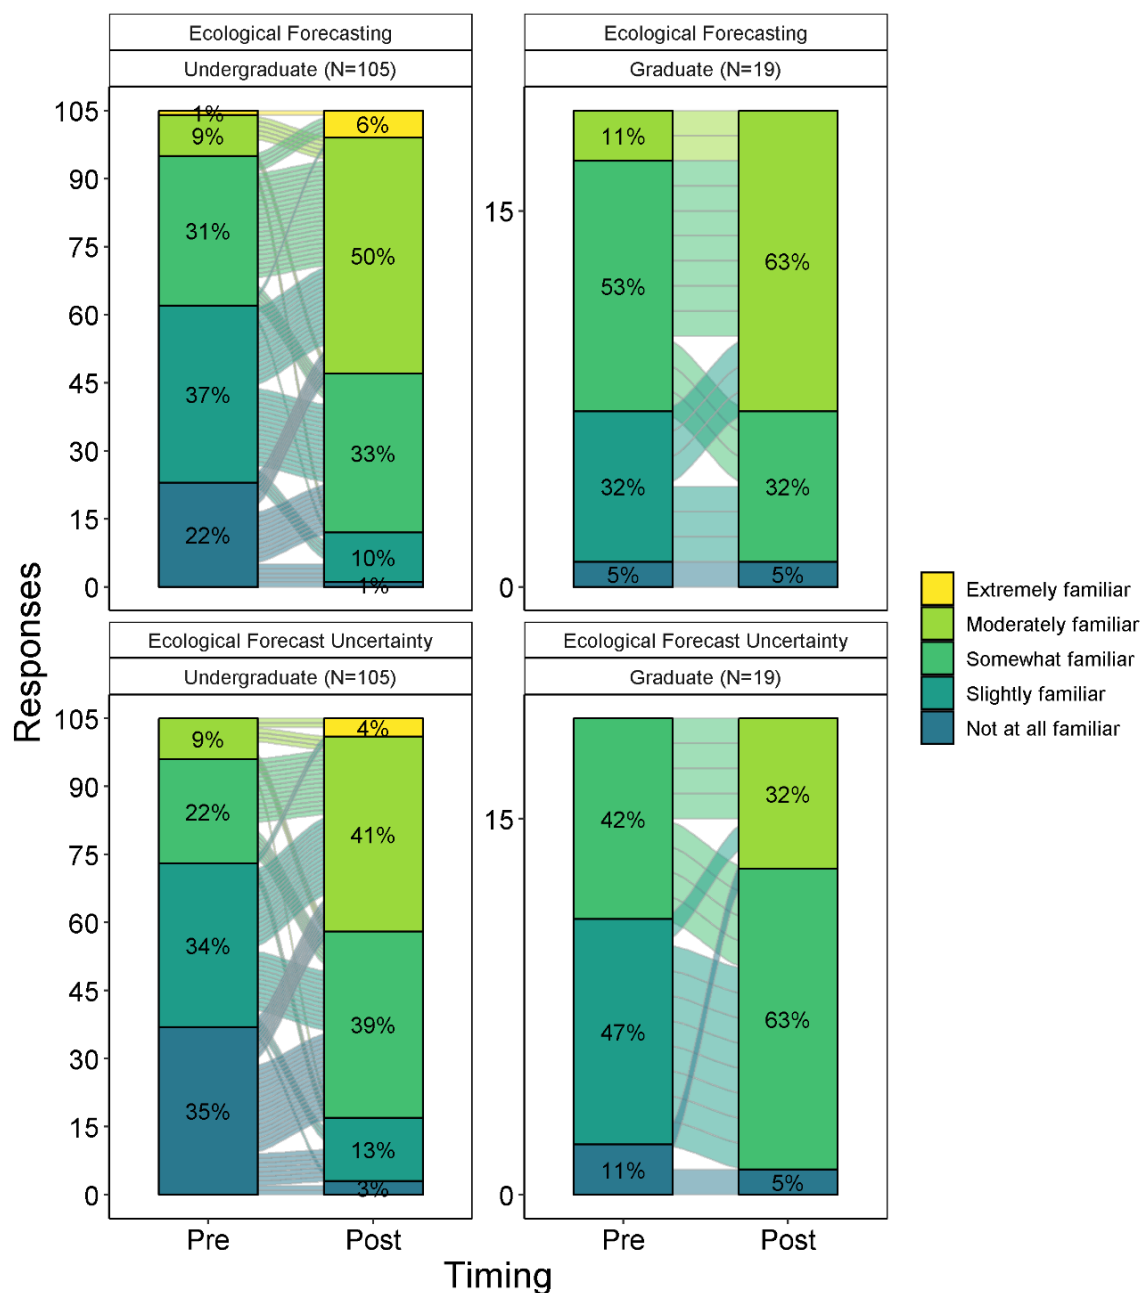 Ecological Forecasting
Undergraduate (N=105)
105
90
75
60
45
30
15
0
1%
9%
31%
37%
22%
6%
50%
33%
10%
1%
Ecological Forecasting
Graduate (N=19)
15
0
11%
53%
32%
5%
63%
32%
5%
Responses
Ecological Forecast Uncertainty
Undergraduate (N=105)
105
90
75
60
45
30
15
0
9%
22%
34%
35%
4%
41%
39%
13%
3%
Pre
Post
Ecological Forecast Uncertainty
Graduate (N=19)
15
0
42%
47%
11%
32%
63%
5%
Pre
Post
Timing
Extremely familiar
Moderately familiar
Somewhat familiar
Slightly familiar
Not at all familiar